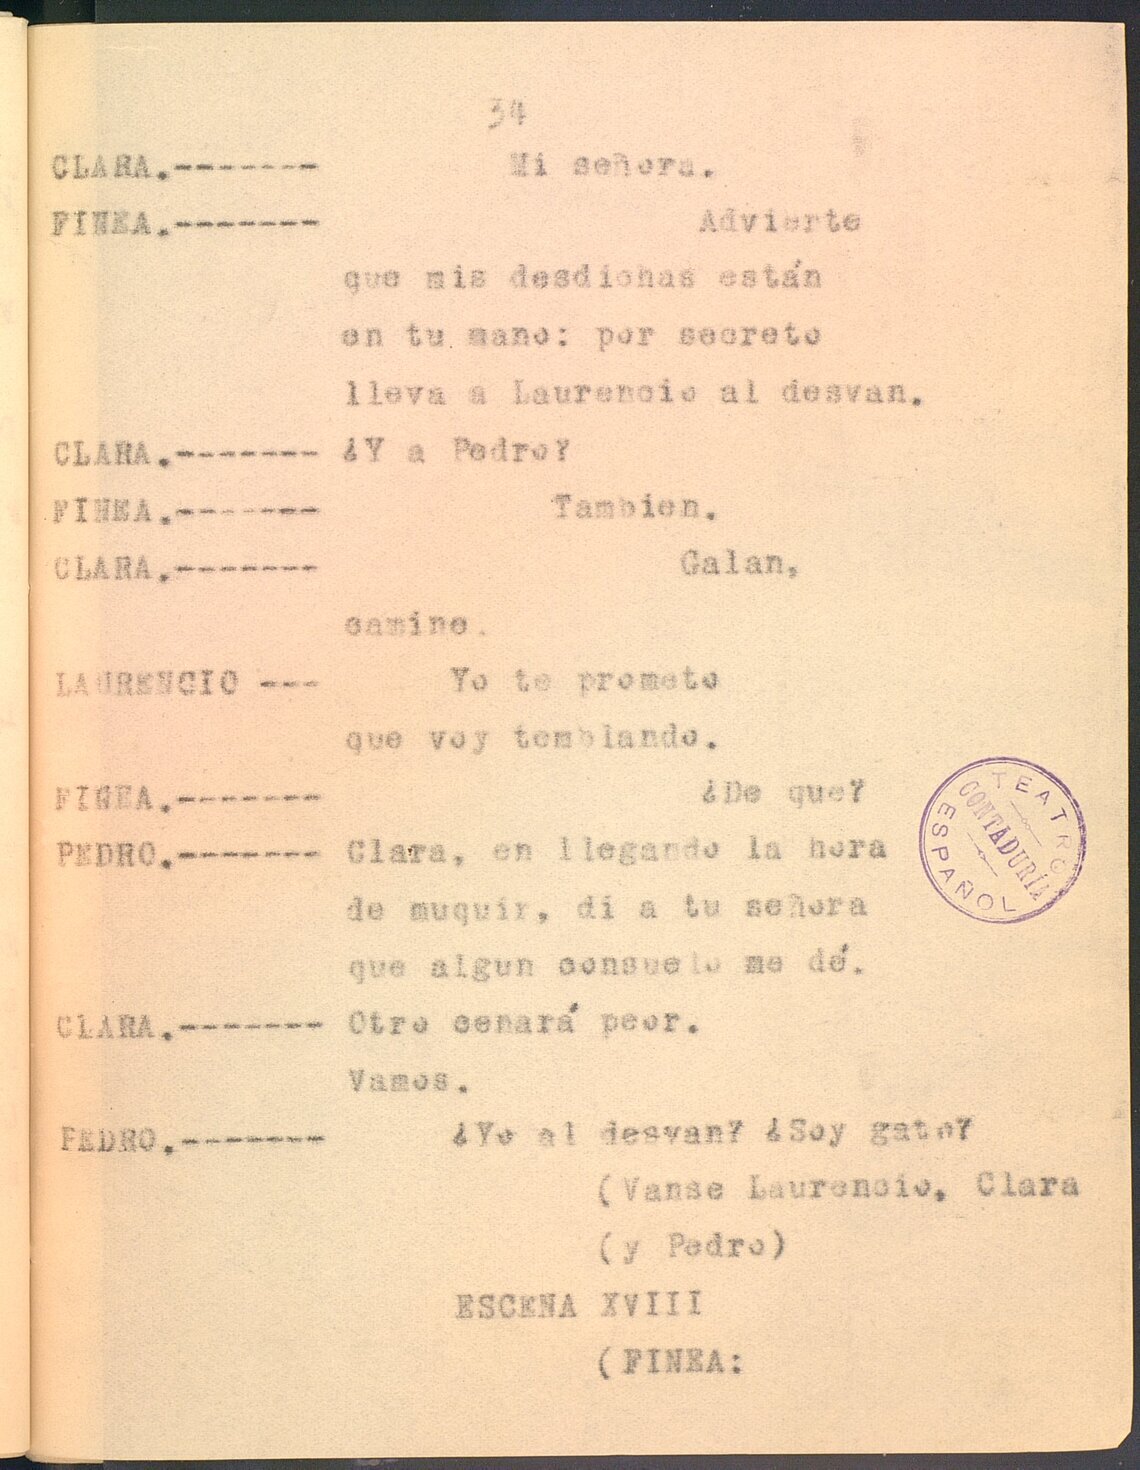 34
CLARA.------- Mi señora.
FINEA.------- Advierte
que mis desdichas están
en tu mano: por secreto
lleva a Laurencio al desvan.
CLARA.------- ¿Y a Pedro?
FINEA.------- Tambien.
CLARA.------- Galan,
camine.
LAURENCIO --- Yo te prometo
que voy temblando.
FINEA.------- ¿De que?
PEDRO.------- Clara, en llegando la hora
de muquir, di a tu señora
que algun consuelo me dé.
CLARA.------- Otro cenará peor.
Vamos.
PEDRO.------- ¿Yo al desvan? ¿Soy gato?
(Vanse Laurencio, Clara
(y Pedro)
ESCENA XVIII
(FINEA:
TEATRO ESPAÑOL
CONTADURÍA